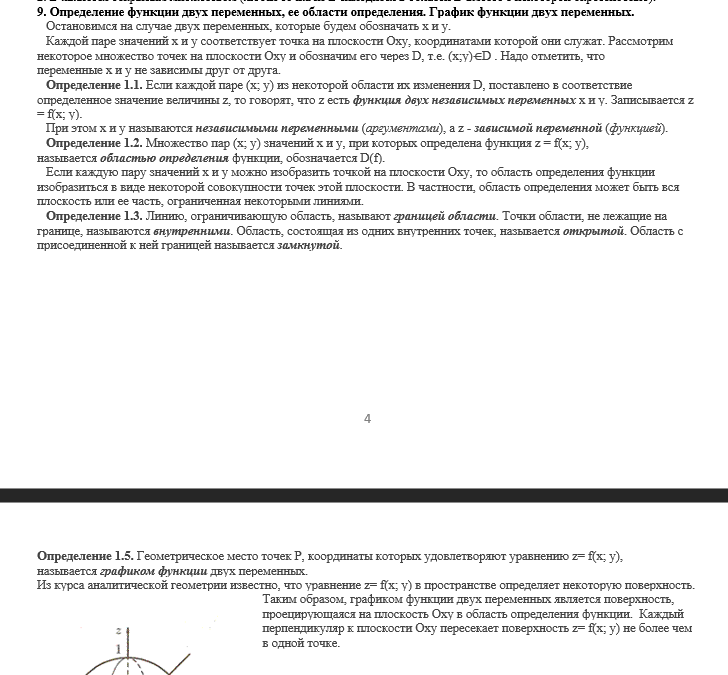 9. Определение функции двух переменных, ее области определения. График функции двух переменных.
Остановимся на случае двух переменных, которые будем обозначать x и y.
Каждой паре значений x и y соответствует точка на плоскости Oxy, координатами которой они служат. Рассмотрим
некоторое множество точек на плоскости Oxy и обозначим его через D, т.е. (x;y)∈D . Надо отметить, что
переменные x и y не зависимы друг от друга.
Определение 1.1. Если каждой паре (x; y) из некоторой области их изменения D, поставлено в соответствие
определенное значение величины z, то говорят, что z есть функция двух независимых переменных x и y. Записывается z
= f(x; y).
При этом x и y называются независимыми переменными (аргументами), а z - зависимой переменной (функцией).
Определение 1.2. Множество пар (x; y) значений x и y, при которых определена функция z = f(x; y),
называется областью определения функции, обозначается D(f).
Если каждую пару значений x и y можно изобразить точкой на плоскости Oxy, то область определения функции
изобразиться в виде некоторой совокупности точек этой плоскости. В частности, область определения может быть вся
плоскость или ее часть, ограниченная некоторыми линиями.
Определение 1.3. Линию, ограничивающую область, называют границей области. Точки области, не лежащие на
границе, называются внутренними. Область, состоящая из одних внутренних точек, называется открытой. Область с
присоединенной к ней границей называется замкнутой.
4
Определение 1.5. Геометрическое место точек P, координаты которых удовлетворяют уравнению z= f(x; y),
называется графиком функции двух переменных.
Из курса аналитической геометрии известно, что уравнение z= f(x; y) в пространстве определяет некоторую поверхность.
Таким образом, графиком функции двух переменных является поверхность,
проецирующаяся на плоскость Oxy в область определения функции. Каждый
перпендикуляр к плоскости Oxy пересекает поверхность z= f(x; y) не более чем
в одной точке.
z
1